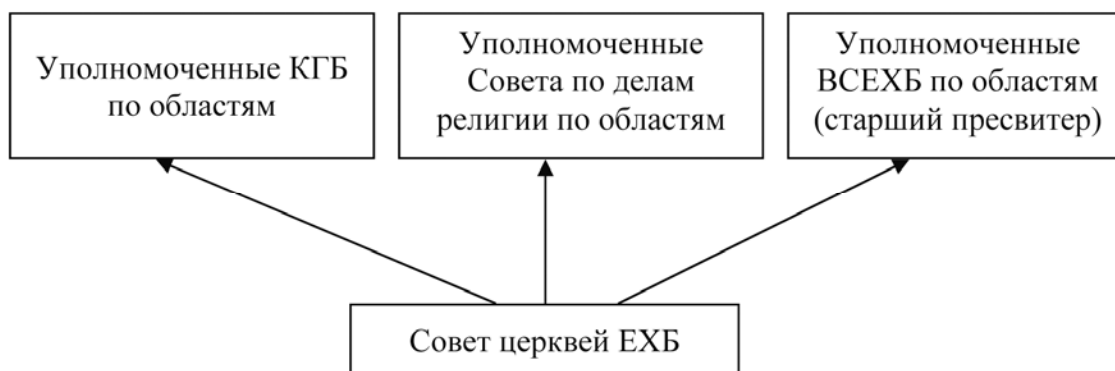 Уполномоченные КГБ
по областям
Уполномоченные
Совета по делам
религии по областям
Уполномоченные
ВСЕХБ по областям
(старший пресвитер)
Совет церквей ЕХБ